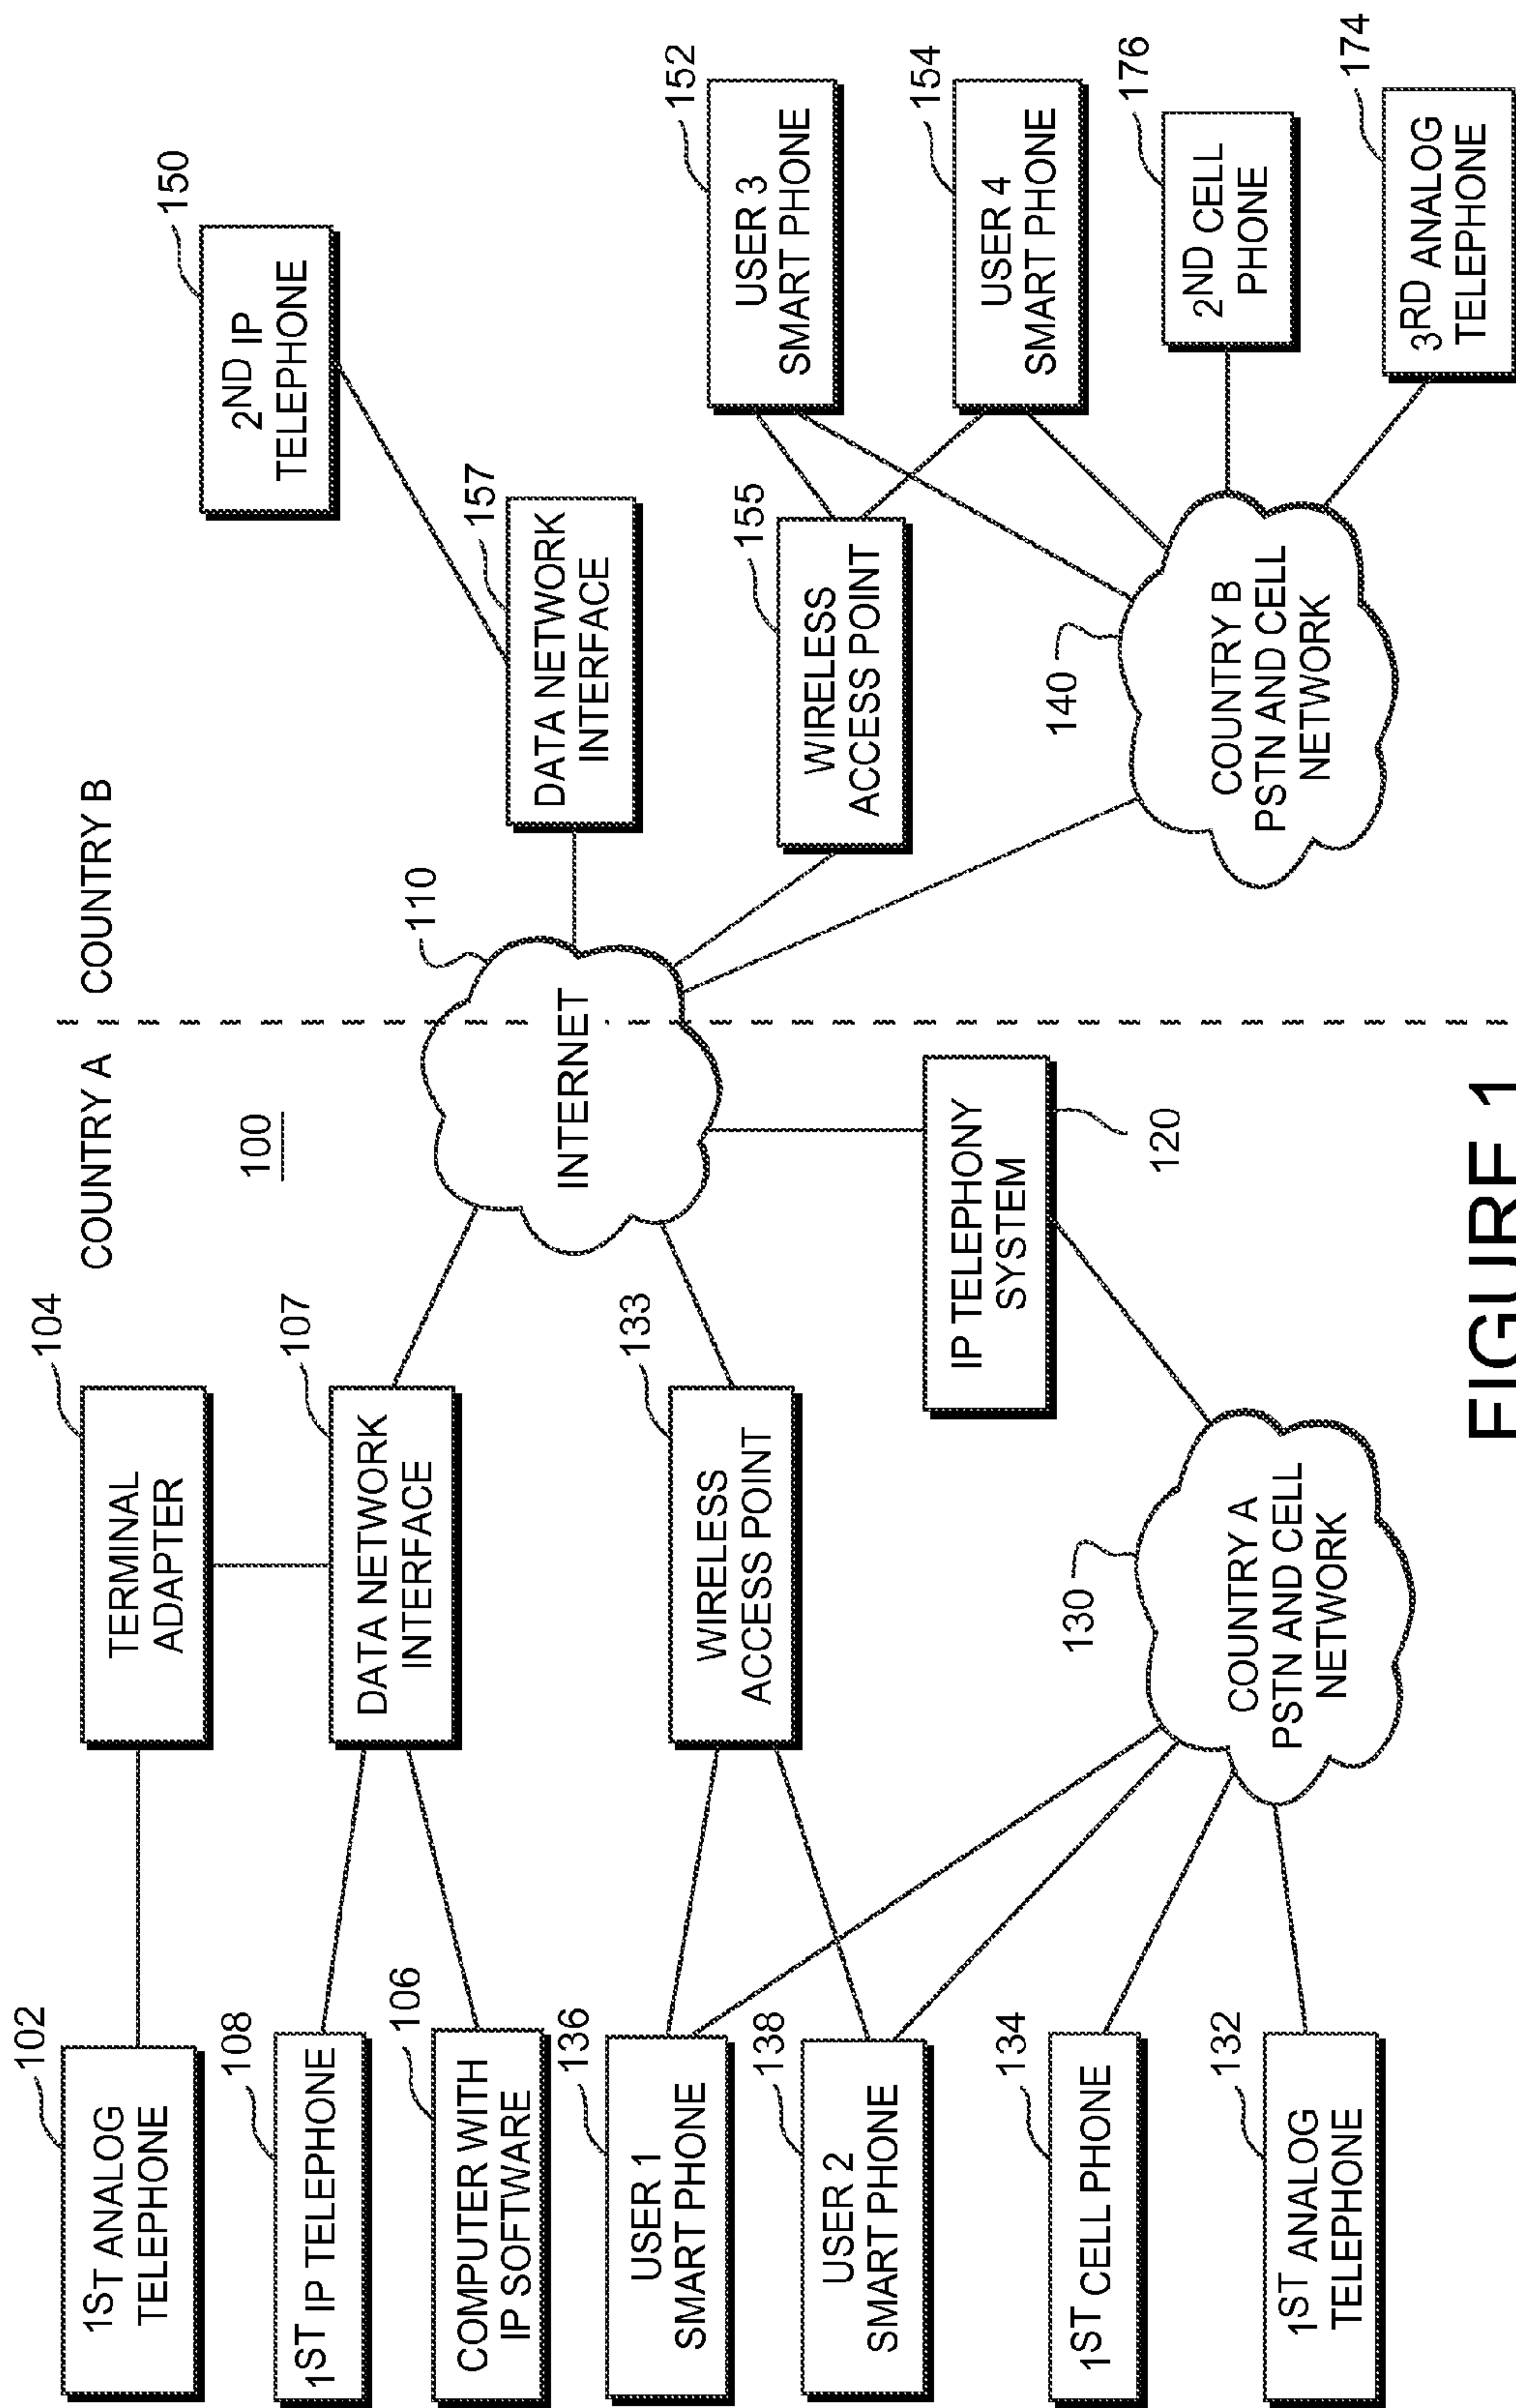 COUNTRY A
COUNTRY B
100
102
1ST ANALOG
TELEPHONE
104
TERMINAL
ADAPTER
108
1ST IP TELEPHONE
107
DATA NETWORK
INTERFACE
106
COMPUTER WITH
IP SOFTWARE
110
INTERNET
150
2ND IP
TELEPHONE
157
DATA NETWORK
INTERFACE
136
USER 1
SMART PHONE
133
WIRELESS
ACCESS POINT
138
USER 2
SMART PHONE
155
WIRELESS
ACCESS POINT
152
USER 3
SMART PHONE
154
USER 4
SMART PHONE
IP TELEPHONY
SYSTEM
120
134
1ST CELL PHONE
132
1ST ANALOG
TELEPHONE
130
COUNTRY A
PSTN AND CELL
NETWORK
140
COUNTRY B
PSTN AND CELL
NETWORK
176
2ND CELL
PHONE
174
3RD ANALOG
TELEPHONE
FIGURE 1